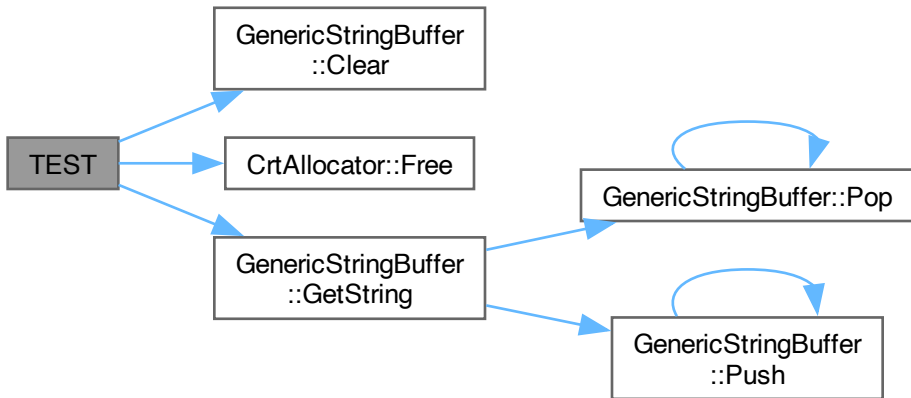 GenericStringBuffer
::Clear
TEST
CrtAllocator::Free
GenericStringBuffer::Pop
GenericStringBuffer
::GetString
GenericStringBuffer
::Push